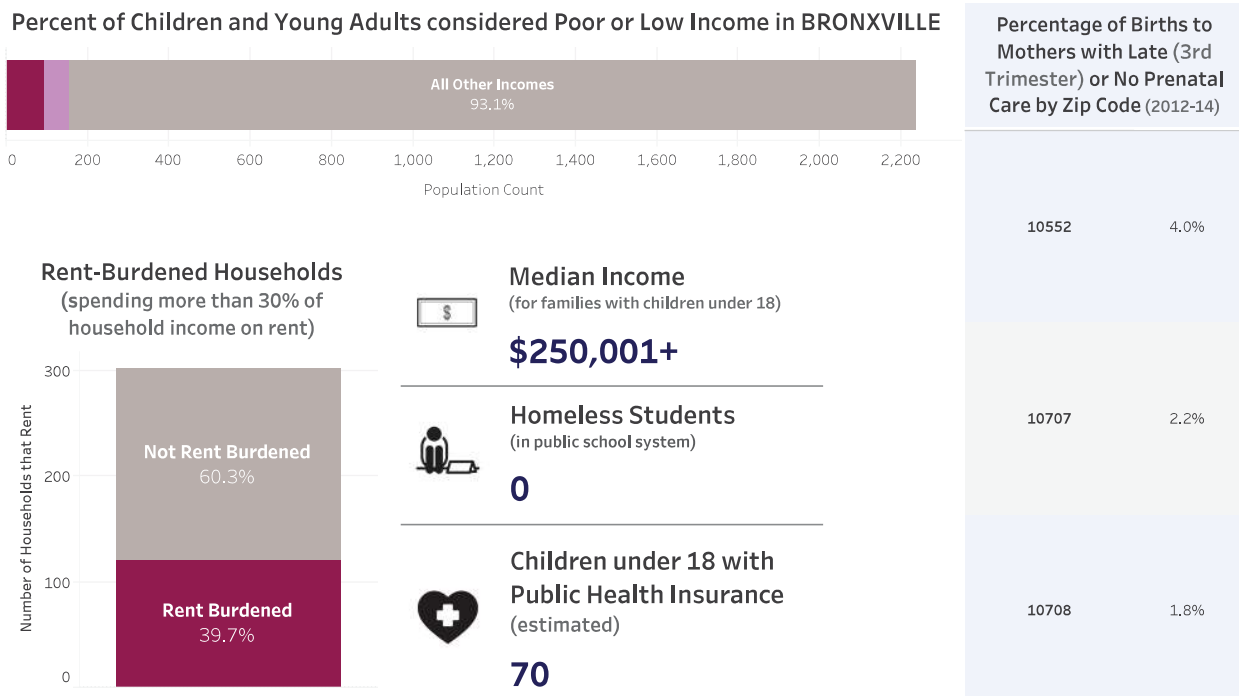 Percent of Children and Young Adults considered Poor or Low Income in BRONXVILLE
All Other Incomes
93.1%
0 200 400 600 800 1,000 1,200 1,400 1,600 1,800 2,000 2,200
Population Count
Rent-Burdened Households
(spending more than 30% of
household income on rent)
Number of Households that Rent
300
200
100
0
Not Rent Burdened
60.3%
Rent Burdened
39.7%
$
Median Income
(for families with children under 18)
$250,001+
Homeless Students
(in public school system)
0
Children under 18 with
Public Health Insurance
(estimated)
70
Percentage of Births to
Mothers with Late (3rd
Trimester) or No Prenatal
Care by Zip Code (2012-14)
10552 4.0%
10707 2.2%
10708 1.8%